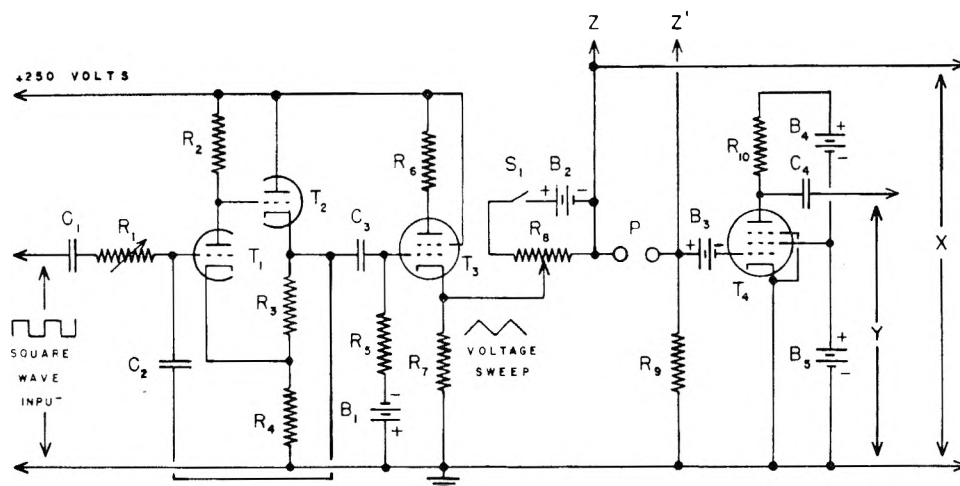 Z Z'
+250 VOLTS
R2 R6 R10 B4
S1 B2 C4
T2
C1 R1 C3 R8 P B3 X
T1 T3 T4
R3 Y
SQUARE
WAVE
INPUT
C2 R5 R7 VOLTAGE
SWEEP
R9 B5
R4 B1
+ -